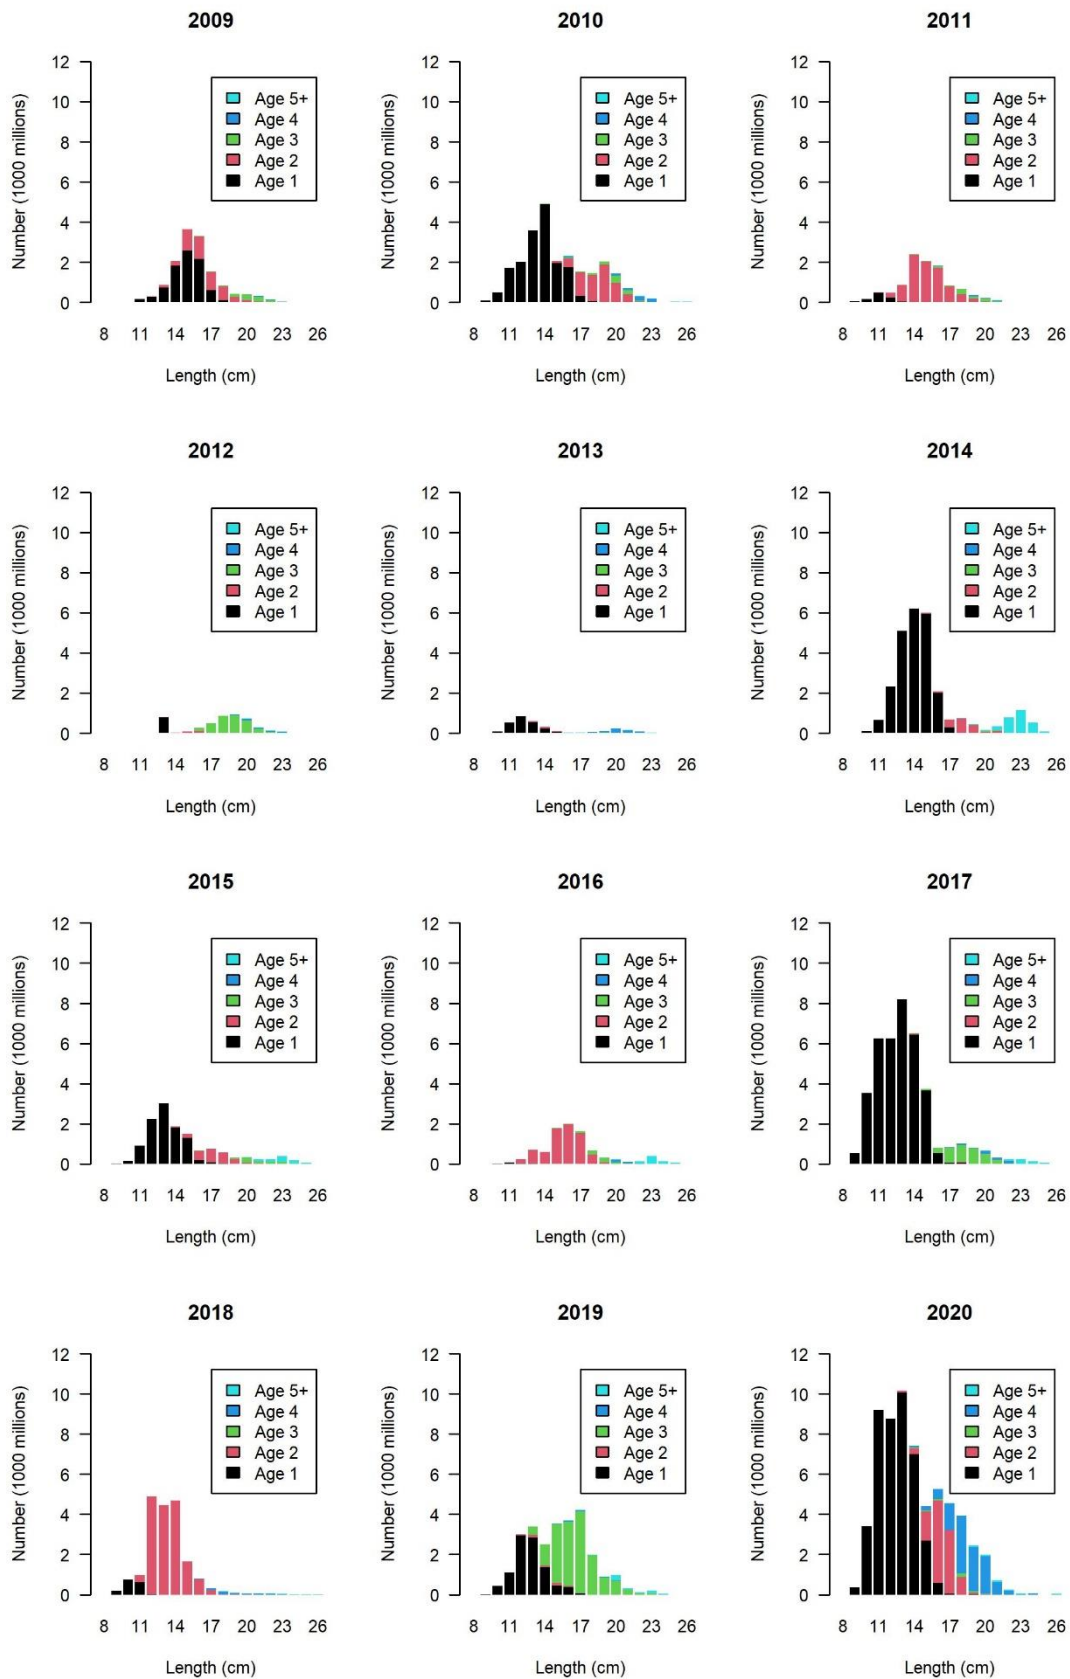 2009
12
10
8
6
4
2
0
Number (1000 millions)
Age 5+
Age 4
Age 3
Age 2
Age 1
8 11 14 17 20 23 26
Length (cm)
2010
12
10
8
6
4
2
0
Number (1000 millions)
Age 5+
Age 4
Age 3
Age 2
Age 1
8 11 14 17 20 23 26
Length (cm)
2011
12
10
8
6
4
2
0
Number (1000 millions)
Age 5+
Age 4
Age 3
Age 2
Age 1
8 11 14 17 20 23 26
Length (cm)
2012
12
10
8
6
4
2
0
Number (1000 millions)
Age 5+
Age 4
Age 3
Age 2
Age 1
8 11 14 17 20 23 26
Length (cm)
2013
12
10
8
6
4
2
0
Number (1000 millions)
Age 5+
Age 4
Age 3
Age 2
Age 1
8 11 14 17 20 23 26
Length (cm)
2014
12
10
8
6
4
2
0
Number (1000 millions)
Age 5+
Age 4
Age 3
Age 2
Age 1
8 11 14 17 20 23 26
Length (cm)
2015
12
10
8
6
4
2
0
Number (1000 millions)
Age 5+
Age 4
Age 3
Age 2
Age 1
8 11 14 17 20 23 26
Length (cm)
2016
12
10
8
6
4
2
0
Number (1000 millions)
Age 5+
Age 4
Age 3
Age 2
Age 1
8 11 14 17 20 23 26
Length (cm)
2017
12
10
8
6
4
2
0
Number (1000 millions)
Age 5+
Age 4
Age 3
Age 2
Age 1
8 11 14 17 20 23 26
Length (cm)
2018
12
10
8
6
4
2
0
Number (1000 millions)
Age 5+
Age 4
Age 3
Age 2
Age 1
8 11 14 17 20 23 26
Length (cm)
2019
12
10
8
6
4
2
0
Number (1000 millions)
Age 5+
Age 4
Age 3
Age 2
Age 1
8 11 14 17 20 23 26
Length (cm)
2020
12
10
8
6
4
2
0
Number (1000 millions)
Age 5+
Age 4
Age 3
Age 2
Age 1
8 11 14 17 20 23 26
Length (cm)